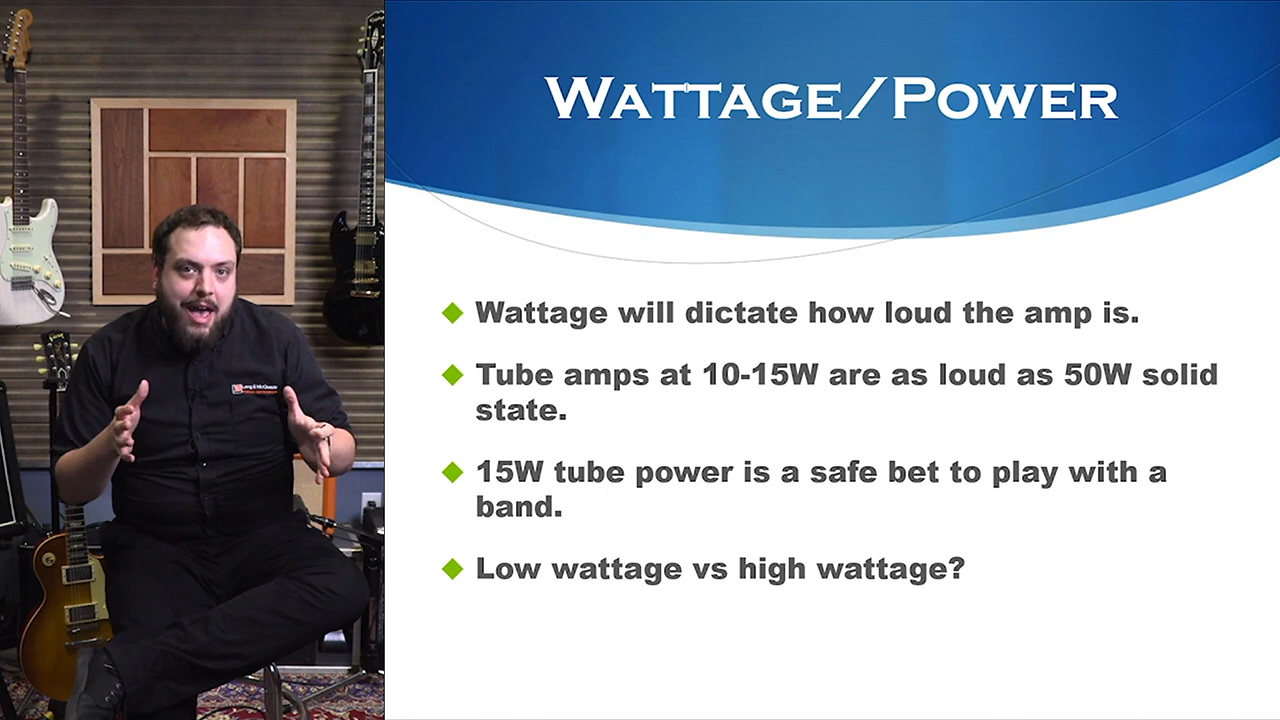 Wattage/Power
Wattage will dictate how loud the amp is.
Tube amps at 10-15W are as loud as 50W solid
state.
15W tube power is a safe bet to play with a
band.
Low wattage vs high wattage?